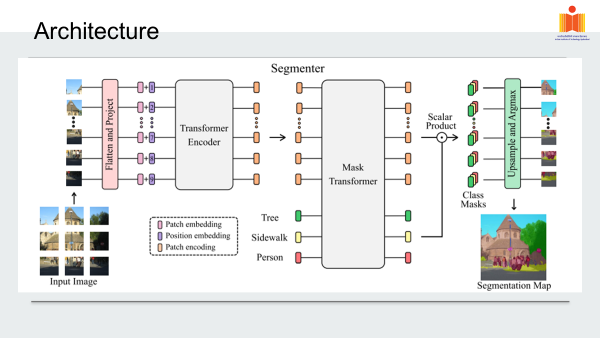 Architecture
Segmenter
Flatten and Project
Transformer
Encoder
Mask
Transformer
Scalar
Product
Class
Masks
Upsample and Argmax
Tree
Sidewalk
Person
Patch embedding
Position embedding
Patch encoding
Input Image
Segmentation Map